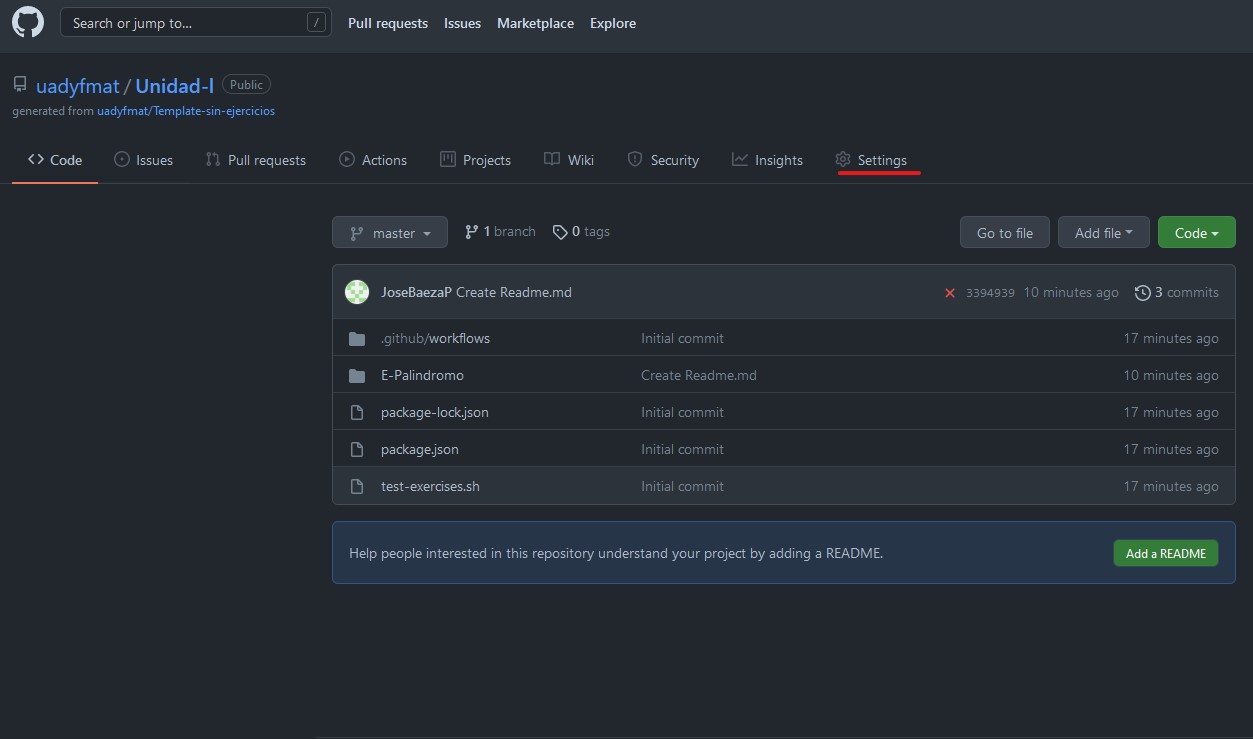 Search or jump to... / Pull requests Issues Marketplace Explore
uadyfmat / Unidad-I Public
generated from uadyfmat/Template-sin-ejercicios
Code Issues Pull requests Actions Projects Wiki Security Insights Settings
master 1 branch 0 tags Go to file Add file Code
JoseBaezaP Create Readme.md 3394939 10 minutes ago 3 commits
.github/workflows Initial commit 17 minutes ago
E-Palindromo Create Readme.md 10 minutes ago
package-lock.json Initial commit 17 minutes ago
package.json Initial commit 17 minutes ago
test-exercises.sh Initial commit 17 minutes ago
Help people interested in this repository understand your project by adding a README. Add a README